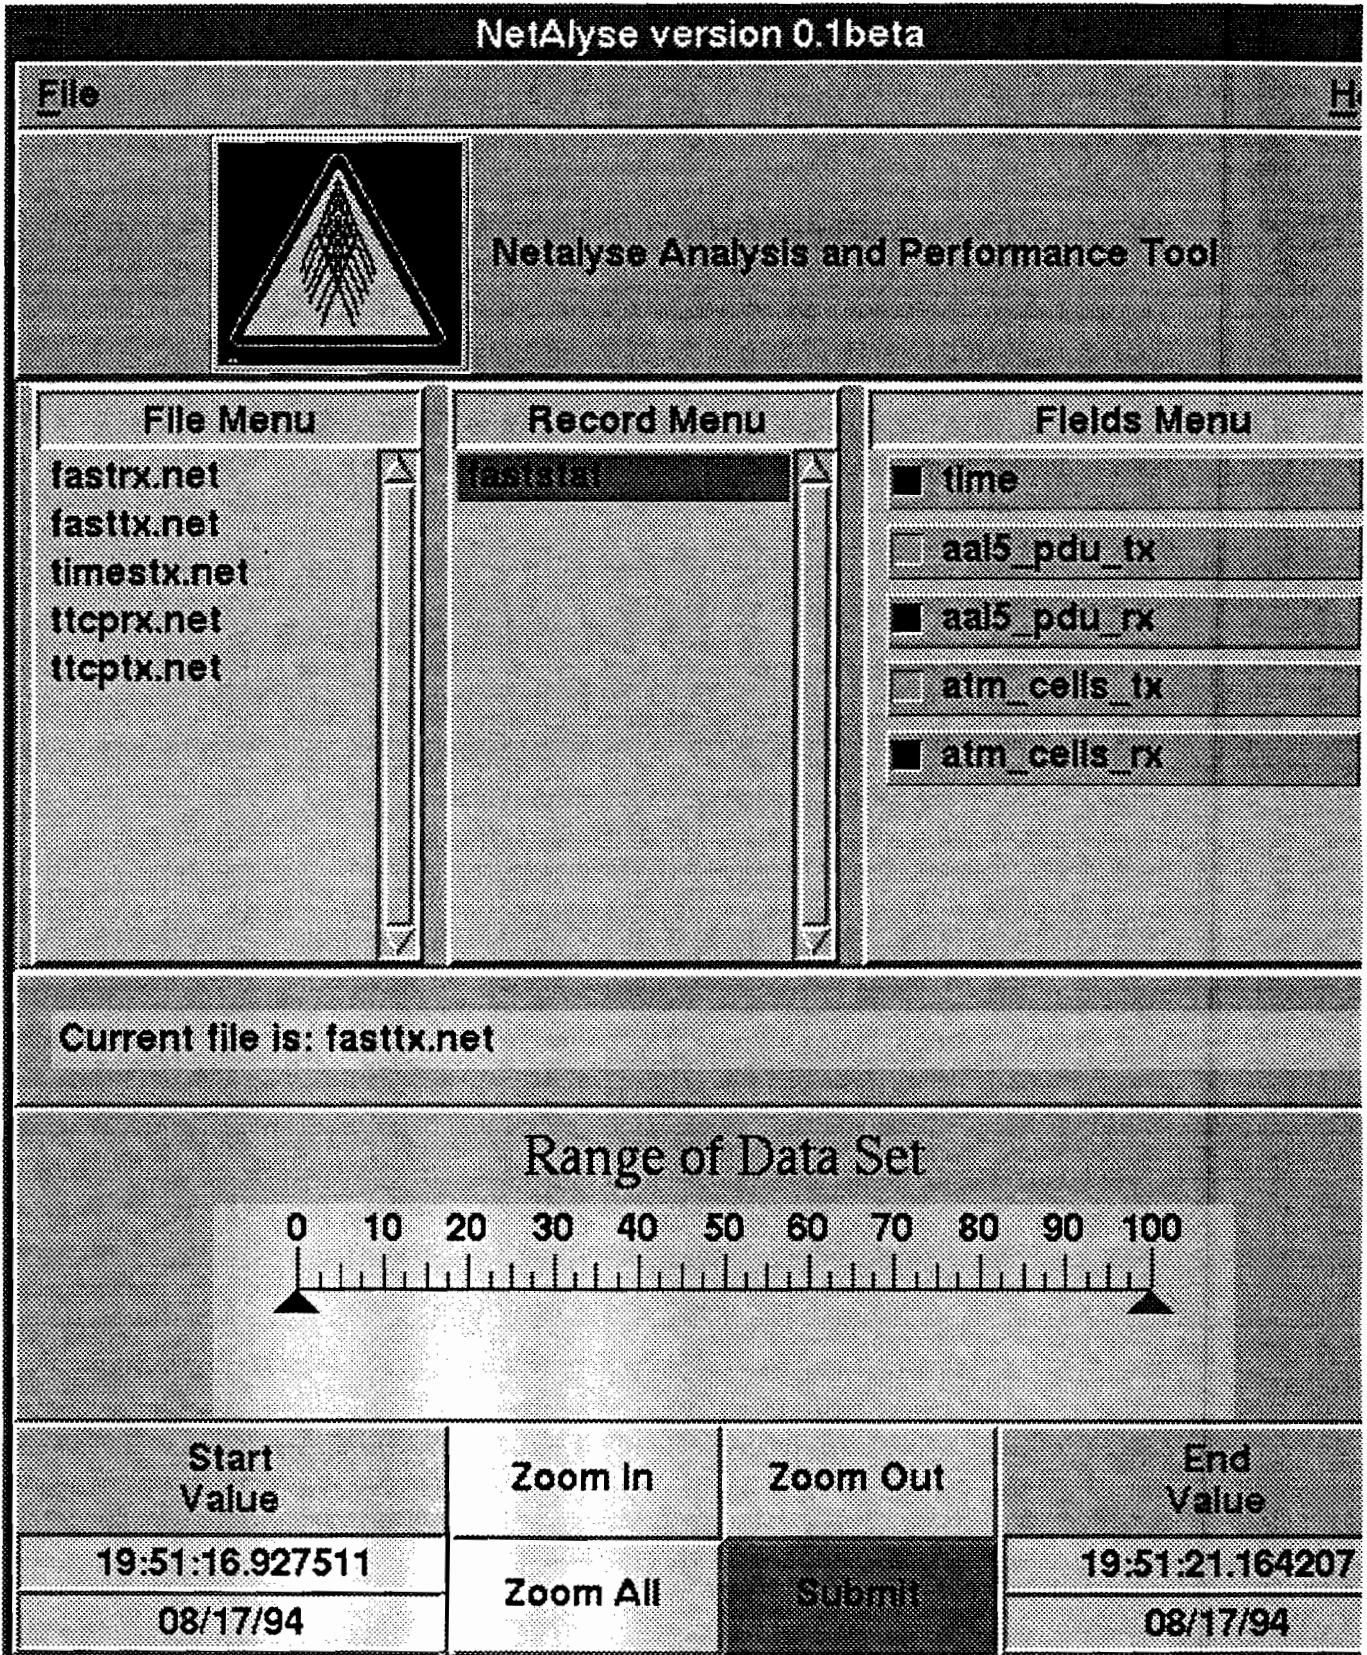 NetAlyse version 0.1beta
File
Netalyse Analysis and Performance Tool
File Menu
fastrx.net
fasttx.net
timestx.net
ttcprx.net
ttcptx.net
Record Menu
faststat
Fields Menu
time
aal5_pdu_tx
aal5_pdu_rx
atm_cells_tx
atm_cells_rx
Current file is: fasttx.net
Range of Data Set
0 10 20 30 40 50 60 70 80 90 100
Start
Value
19:51:16.927511
08/17/94
Zoom In
Zoom Out
Zoom All
Submit
End
Value
19:51:21.164207
08/17/94